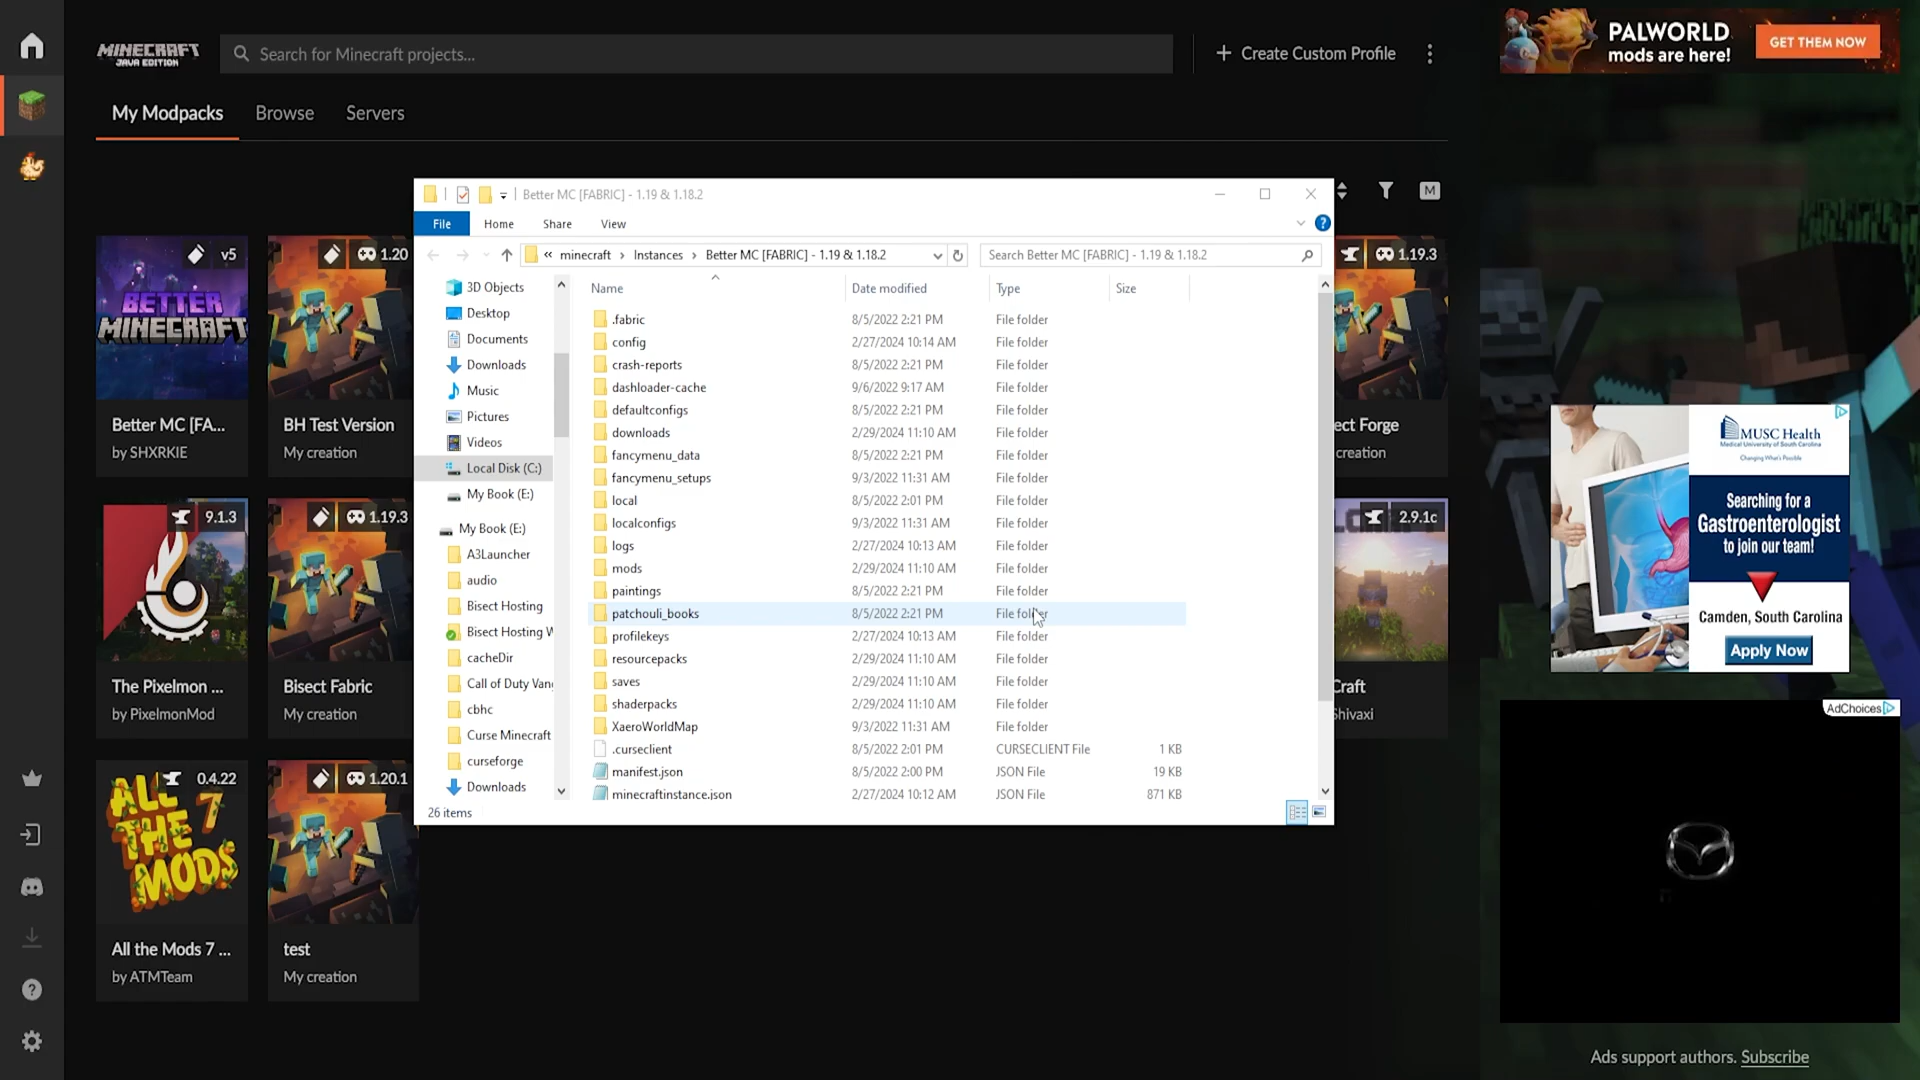 MINECRAFT
JAVA EDITION
Search for Minecraft projects...
Create Custom Profile
PALWORLD
mods are here!
GET THEM NOW
My Modpacks
Browse
Servers
M
v5
BETTER
MINECRAFT
Better MC [FA...
by SHXRKIE
1.20
BH Test Version
My creation
1.19.3
ect Forge
creation
9.1.3
The Pixelmon ...
by PixelmonMod
1.19.3
Bisect Fabric
My creation
2.9.1c
Craft
Shivaxi
0.4.22
ALL
THE
MODS
7
All the Mods 7 ...
by ATMTeam
1.20.1
test
My creation
Better MC [FABRIC] - 1.19 & 1.18.2
File
Home
Share
View
« minecraft › Instances › Better MC [FABRIC] - 1.19 & 1.18.2
Search Better MC [FABRIC] - 1.19 & 1.18.2
3D Objects
Desktop
Documents
Downloads
Music
Pictures
Videos
Local Disk (C:)
My Book (E:)
My Book (E:)
A3Launcher
audio
Bisect Hosting
Bisect Hosting W
cacheDir
Call of Duty Van
cbhc
Curse Minecraft
curseforge
Downloads
Name Date modified Type Size
.fabric 8/5/2022 2:21 PM File folder
config 2/27/2024 10:14 AM File folder
crash-reports 8/5/2022 2:21 PM File folder
dashloader-cache 9/6/2022 9:17 AM File folder
defaultconfigs 8/5/2022 2:21 PM File folder
downloads 2/29/2024 11:10 AM File folder
fancymenu_data 8/5/2022 2:21 PM File folder
fancymenu_setups 9/3/2022 11:31 AM File folder
local 8/5/2022 2:01 PM File folder
localconfigs 9/3/2022 11:31 AM File folder
logs 2/27/2024 10:13 AM File folder
mods 2/29/2024 11:10 AM File folder
paintings 8/5/2022 2:21 PM File folder
patchouli_books 8/5/2022 2:21 PM File folder
profilekeys 2/27/2024 10:13 AM File folder
resourcepacks 2/29/2024 11:10 AM File folder
saves 2/29/2024 11:10 AM File folder
shaderpacks 2/29/2024 11:10 AM File folder
XaeroWorldMap 9/3/2022 11:31 AM File folder
.curseclient 8/5/2022 2:01 PM CURSECLIENT File 1 KB
manifest.json 8/5/2022 2:00 PM JSON File 19 KB
minecraftinstance.json 2/27/2024 10:12 AM JSON File 871 KB
26 items
MUSC Health
Medical University of South Carolina
Changing What's Possible
Searching for a
Gastroenterologist
to join our team!
Camden, South Carolina
Apply Now
AdChoices
Ads support authors. Subscribe